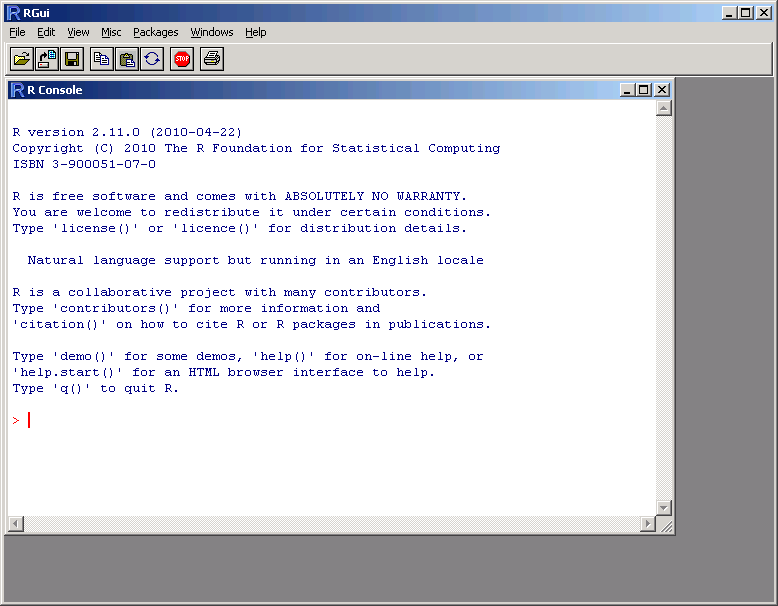 RGui
File Edit View Misc Packages Windows Help
STOP
R Console
R version 2.11.0 (2010-04-22)
Copyright (C) 2010 The R Foundation for Statistical Computing
ISBN 3-900051-07-0
R is free software and comes with ABSOLUTELY NO WARRANTY.
You are welcome to redistribute it under certain conditions.
Type 'license()' or 'licence()' for distribution details.
Natural language support but running in an English locale
R is a collaborative project with many contributors.
Type 'contributors()' for more information and
'citation()' on how to cite R or R packages in publications.
Type 'demo()' for some demos, 'help()' for on-line help, or
'help.start()' for an HTML browser interface to help.
Type 'q()' to quit R.
>